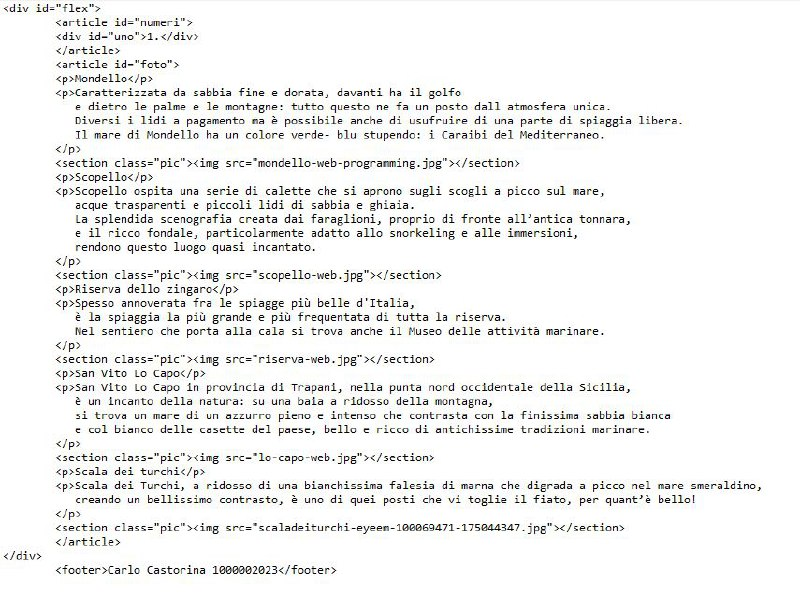 <div id="flex">
<article id="numeri">
<div id="uno">1.</div>
</article>
<article id="foto">
<p>Mondello</p>
<p>Caratterizzata da sabbia fine e dorata, davanti ha il golfo
e dietro le palme e le montagne: tutto questo ne fa un posto dall atmosfera unica.
Diversi i lidi a pagamento ma è possibile anche di usufruire di una parte di spiaggia libera.
Il mare di Mondello ha un colore verde- blu stupendo: i Caraibi del Mediterraneo.
</p>
<section class="pic"><img src="mondello-web-programming.jpg"></section>
<p>Scopello</p>
<p>Scopello ospita una serie di calette che si aprono sugli scogli a picco sul mare,
acque trasparenti e piccoli lidi di sabbia e ghiaia.
La splendida scenografia creata dai faraglioni, proprio di fronte all’antica tonnara,
e il ricco fondale, particolarmente adatto allo snorkeling e alle immersioni,
rendono questo luogo quasi incantato.
</p>
<section class="pic"><img src="scopello-web.jpg"></section>
<p>Riserva dello zingaro</p>
<p>Spesso annoverata fra le spiagge più belle d'Italia,
è la spiaggia la più grande e più frequentata di tutta la riserva.
Nel sentiero che porta alla cala si trova anche il Museo delle attività marinare.
</p>
<section class="pic"><img src="riserva-web.jpg"></section>
<p>San Vito Lo Capo</p>
<p>San Vito Lo Capo in provincia di Trapani, nella punta nord occidentale della Sicilia,
è un incanto della natura: su una baia a ridosso della montagna,
si trova un mare di un azzurro pieno e intenso che contrasta con la finissima sabbia bianca
e col bianco delle casette del paese, bello e ricco di antichissime tradizioni marinare.
</p>
<section class="pic"><img src="lo-capo-web.jpg"></section>
<p>Scala dei turchi</p>
<p>Scala dei Turchi, a ridosso di una bianchissima falesia di marna che digrada a picco nel mare smeraldino,
creando un bellissimo contrasto, è uno di quei posti che vi toglie il fiato, per quant’è bello!
</p>
<section class="pic"><img src="scaladeiturchi-eyeem-100069471-175044347.jpg"></section>
</article>
</div>
<footer>Carlo Castorina 1000002023</footer>